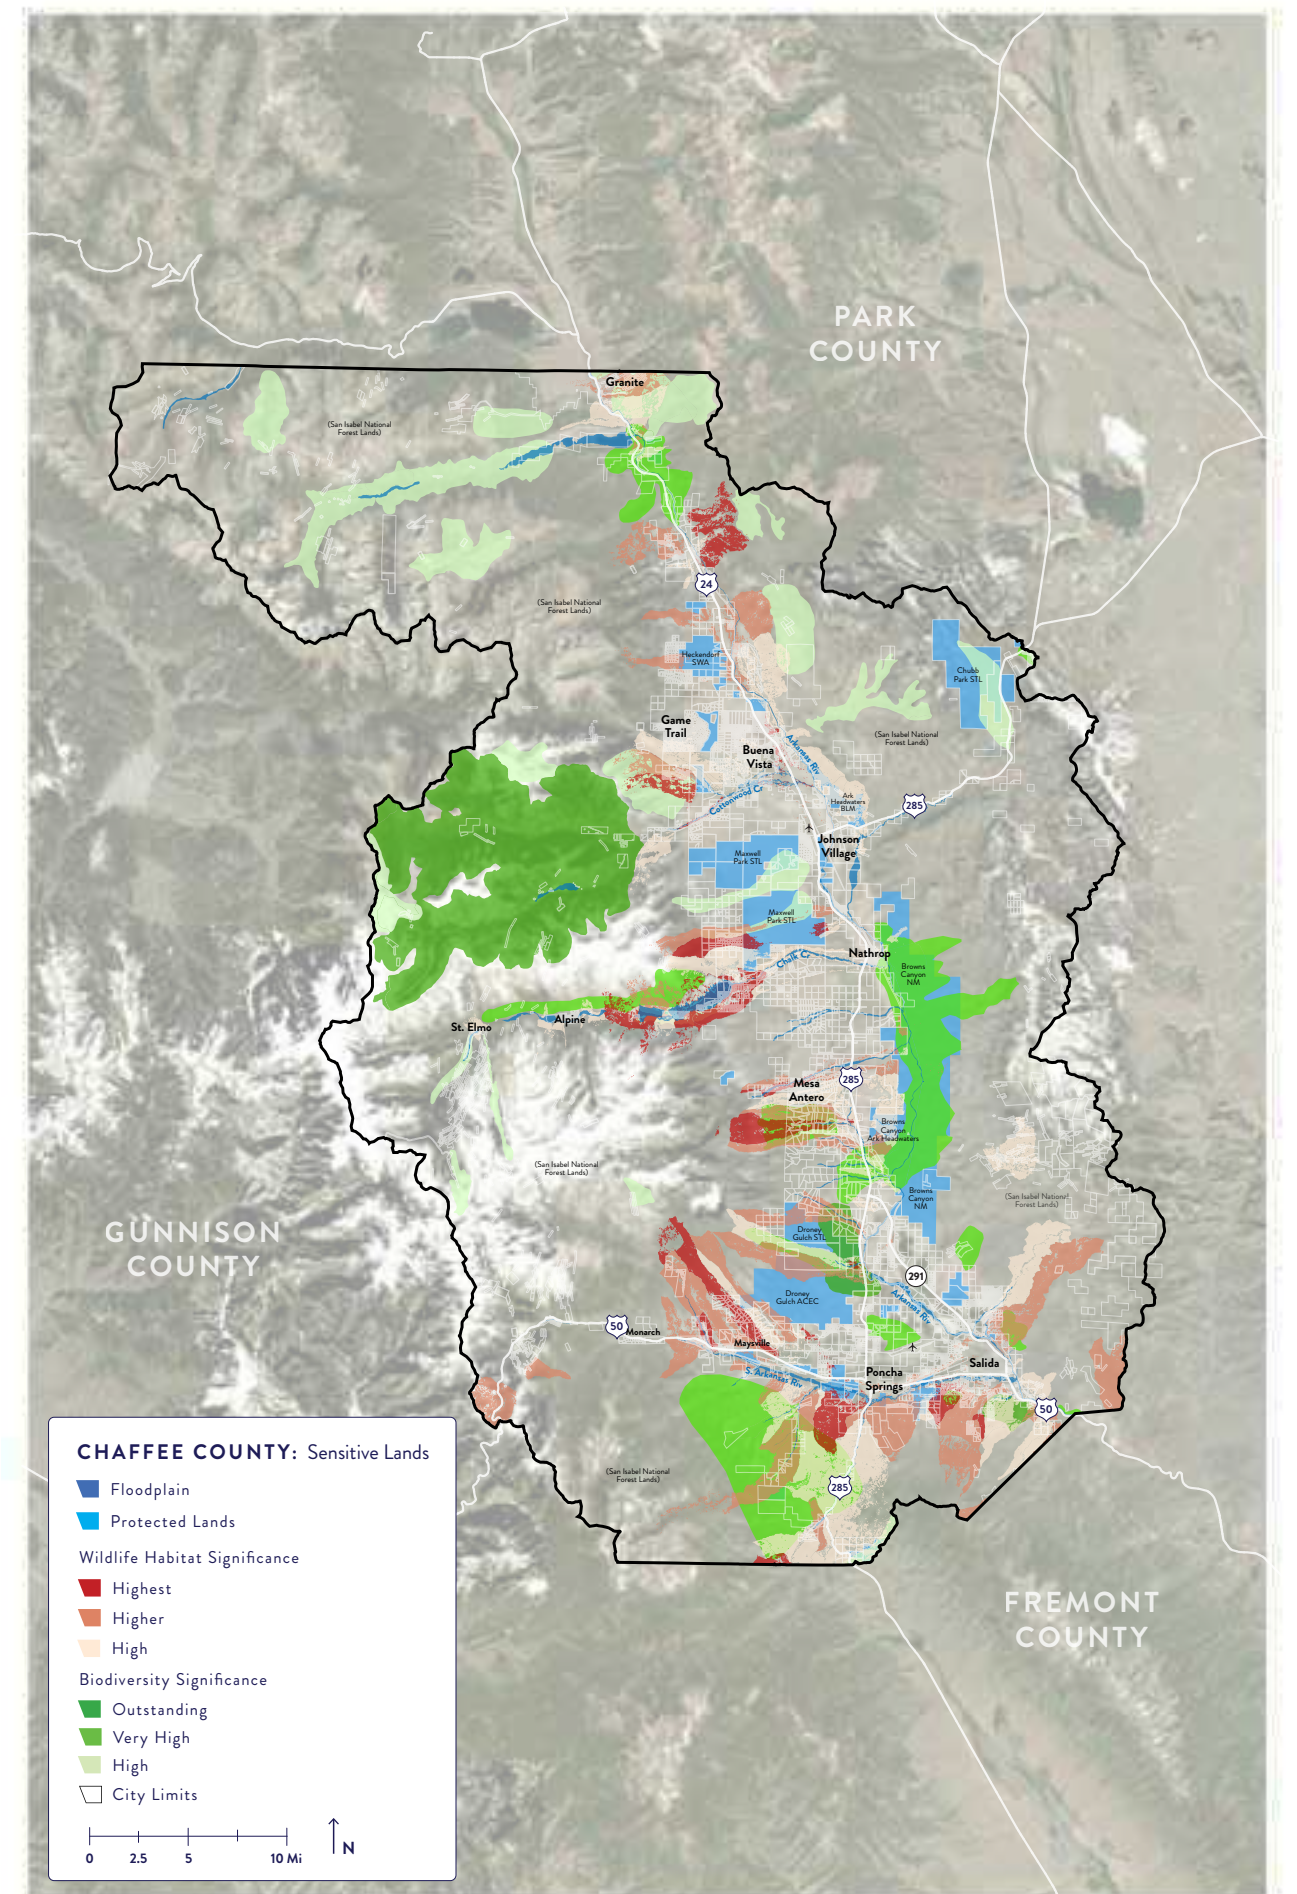 PARK
COUNTY
Granite
(San Isabel National
Forest Lands)
24
(San Isabel National
Forest Lands)
Heckendorf
SWA
Chubb
Park STL
Game
Trail
Buena
Vista
Arkansas Riv
(San Isabel National
Forest Lands)
Cottonwood Cr
Ark
Headwaters
BLM
285
Johnson
Village
Maxwell
Park STL
Maxwell
Park STL
Nathrop
Chalk Cr
Browns
Canyon
NM
St. Elmo
Alpine
Mesa
Antero
285
Browns
Canyon
Ark Headwaters
(San Isabel National
Forest Lands)
Browns
Canyon
NM
(San Isabel National
Forest Lands)
GUNNISON
COUNTY
Droney
Gulch STL
291
Droney
Gulch ACEC
Arkansas Riv
50
Monarch
Maysville
S. Arkansas Riv
Poncha
Springs
Salida
50
(San Isabel National
Forest Lands)
285
FREMONT
COUNTY
CHAFFEE COUNTY: Sensitive Lands
Floodplain
Protected Lands
Wildlife Habitat Significance
Highest
Higher
High
Biodiversity Significance
Outstanding
Very High
High
City Limits
0 2.5 5 10 Mi
N